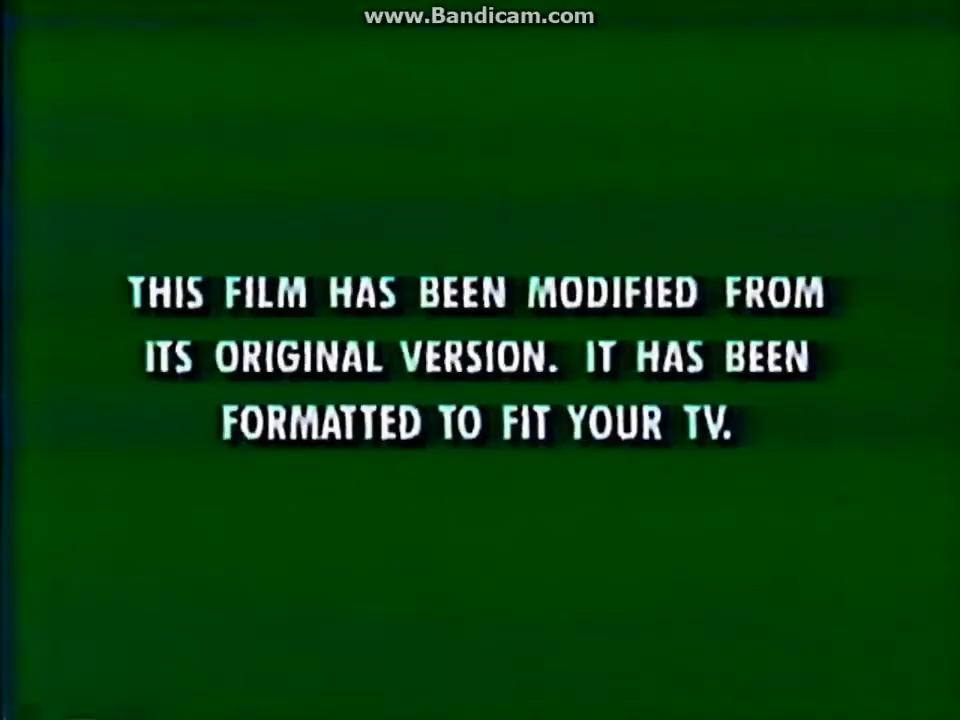 www.Bandicam.com
THIS FILM HAS BEEN MODIFIED FROM
ITS ORIGINAL VERSION. IT HAS BEEN
FORMATTED TO FIT YOUR TV.